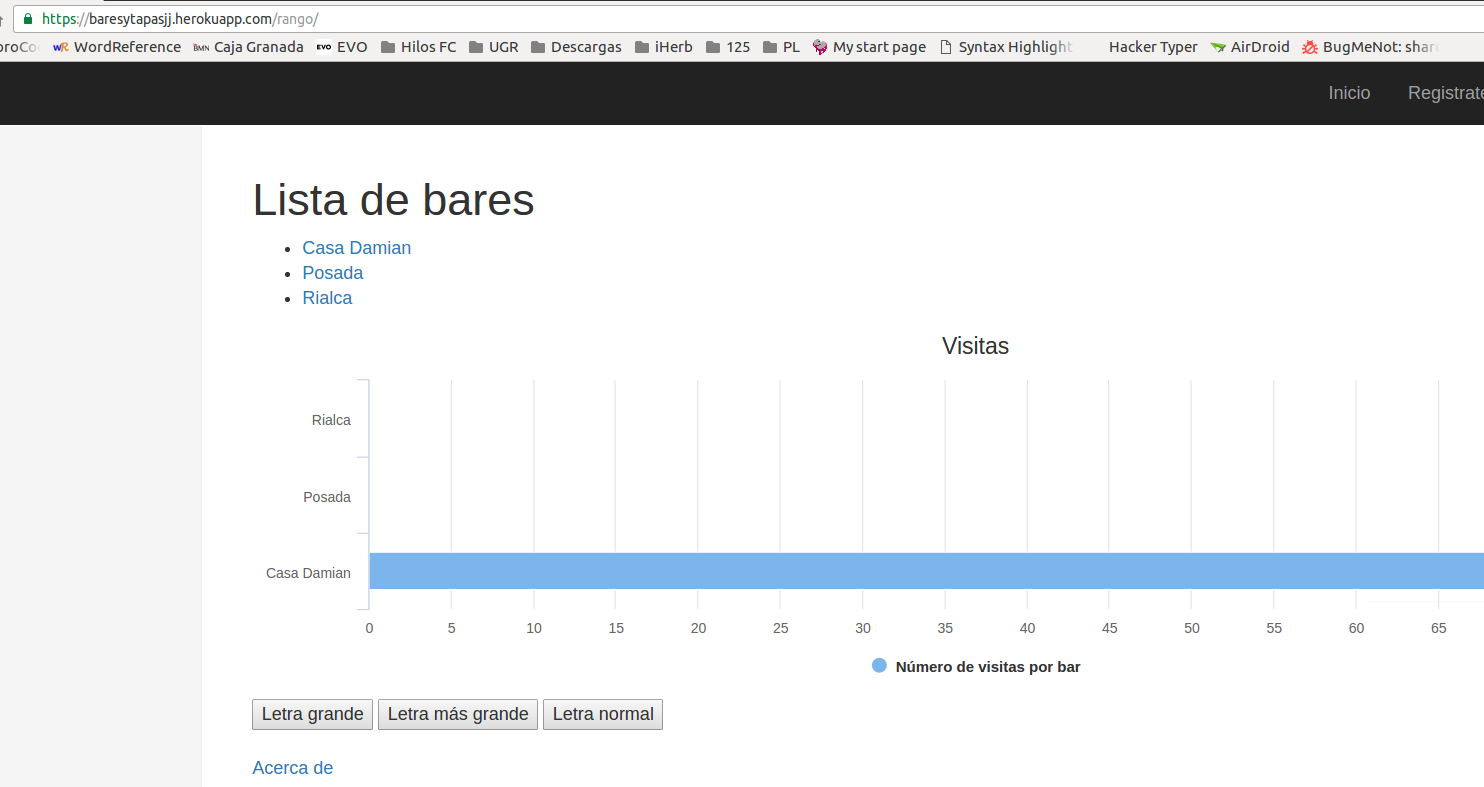 https://baresytapasjj.herokuapp.com/rango/
WordReference Caja Granada EVO EVO Hilos FC UGR Descargas iHerb 125 PL My start page Syntax Highlight Hacker Typer AirDroid BugMeNot: shar
Inicio Registrate
Lista de bares
Casa Damian
Posada
Rialca
Visitas
Rialca
Posada
Casa Damian
0 5 10 15 20 25 30 35 40 45 50 55 60 65
Número de visitas por bar
Letra grande Letra más grande Letra normal
Acerca de